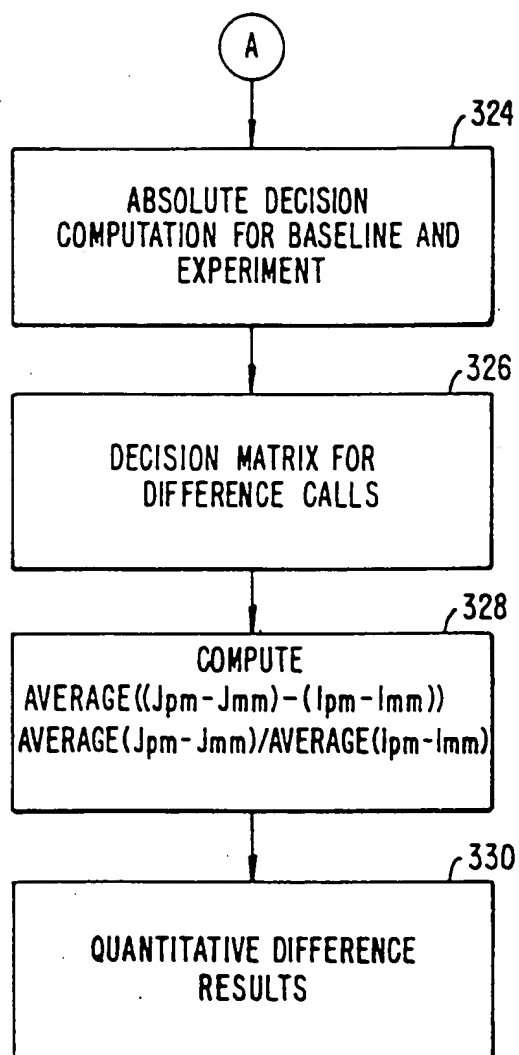 A
324
ABSOLUTE DECISION
COMPUTATION FOR BASELINE AND
EXPERIMENT
326
DECISION MATRIX FOR
DIFFERENCE CALLS
328
COMPUTE
AVERAGE((Jpm-Jmm)-(Ipm-Imm))
AVERAGE(Jpm-Jmm)/AVERAGE(Ipm-Imm)
330
QUANTITATIVE DIFFERENCE
RESULTS